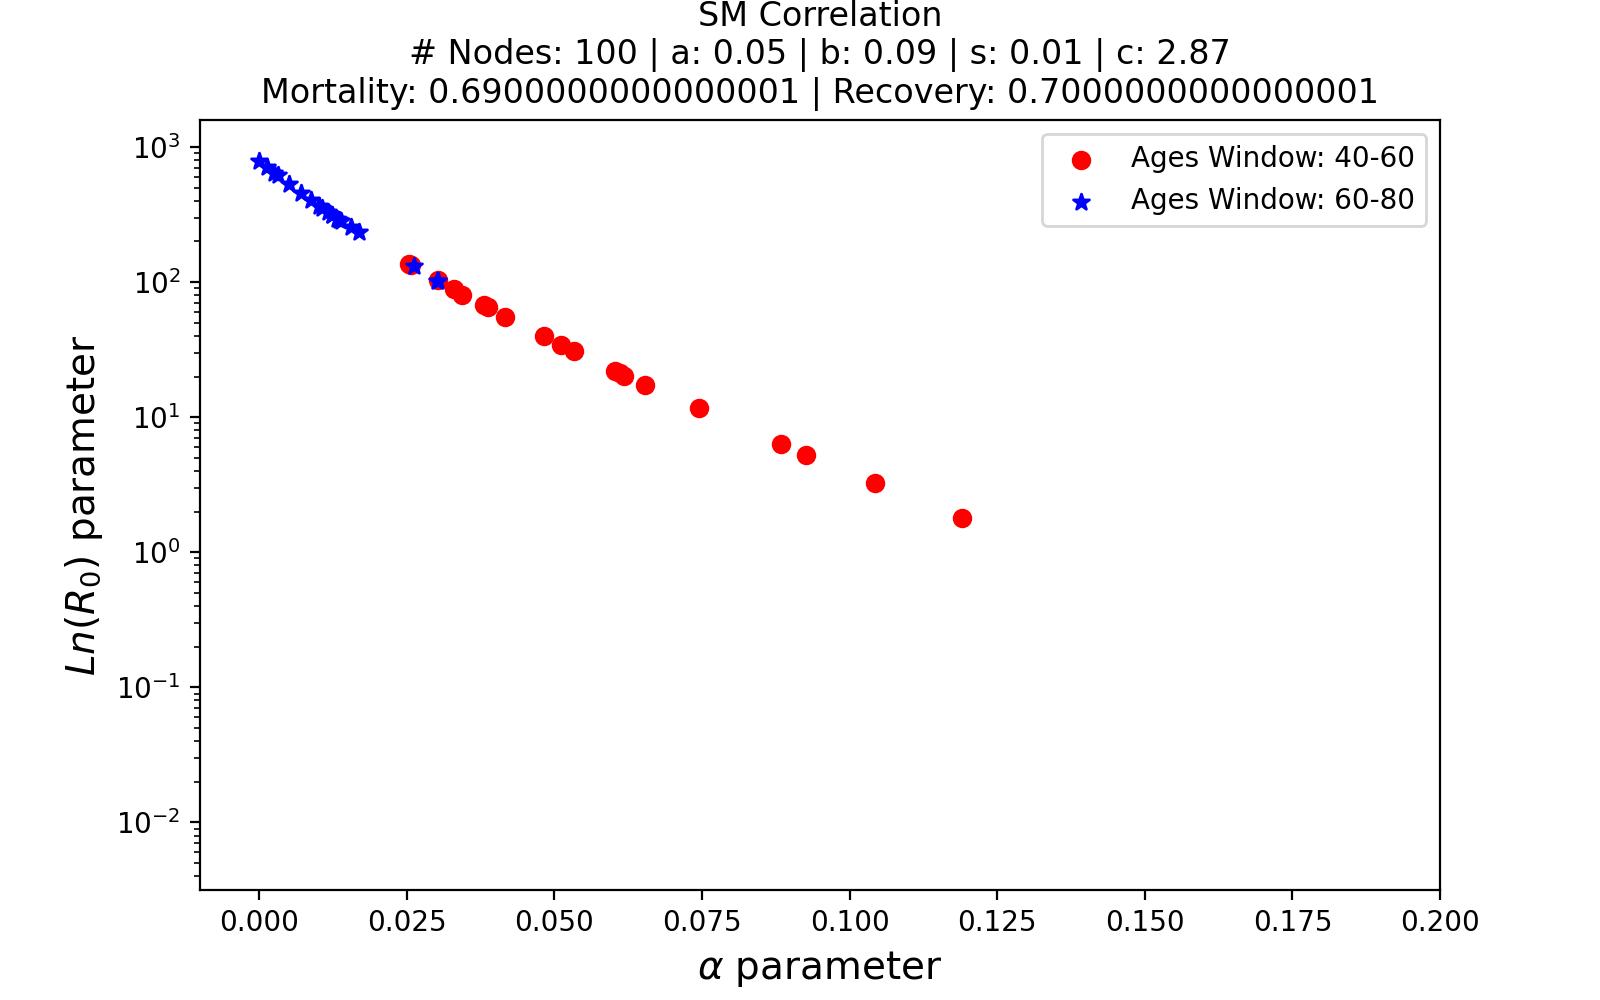 SM Correlation
# Nodes: 100 | a: 0.05 | b: 0.09 | s: 0.01 | c: 2.87
Mortality: 0.6900000000000001 | Recovery: 0.7000000000000001
Ages Window: 40-60
Ages Window: 60-80
Ln(R₀) parameter
10³
10²
10¹
10⁰
10⁻¹
10⁻²
0.000 0.025 0.050 0.075 0.100 0.125 0.150 0.175 0.200
α parameter